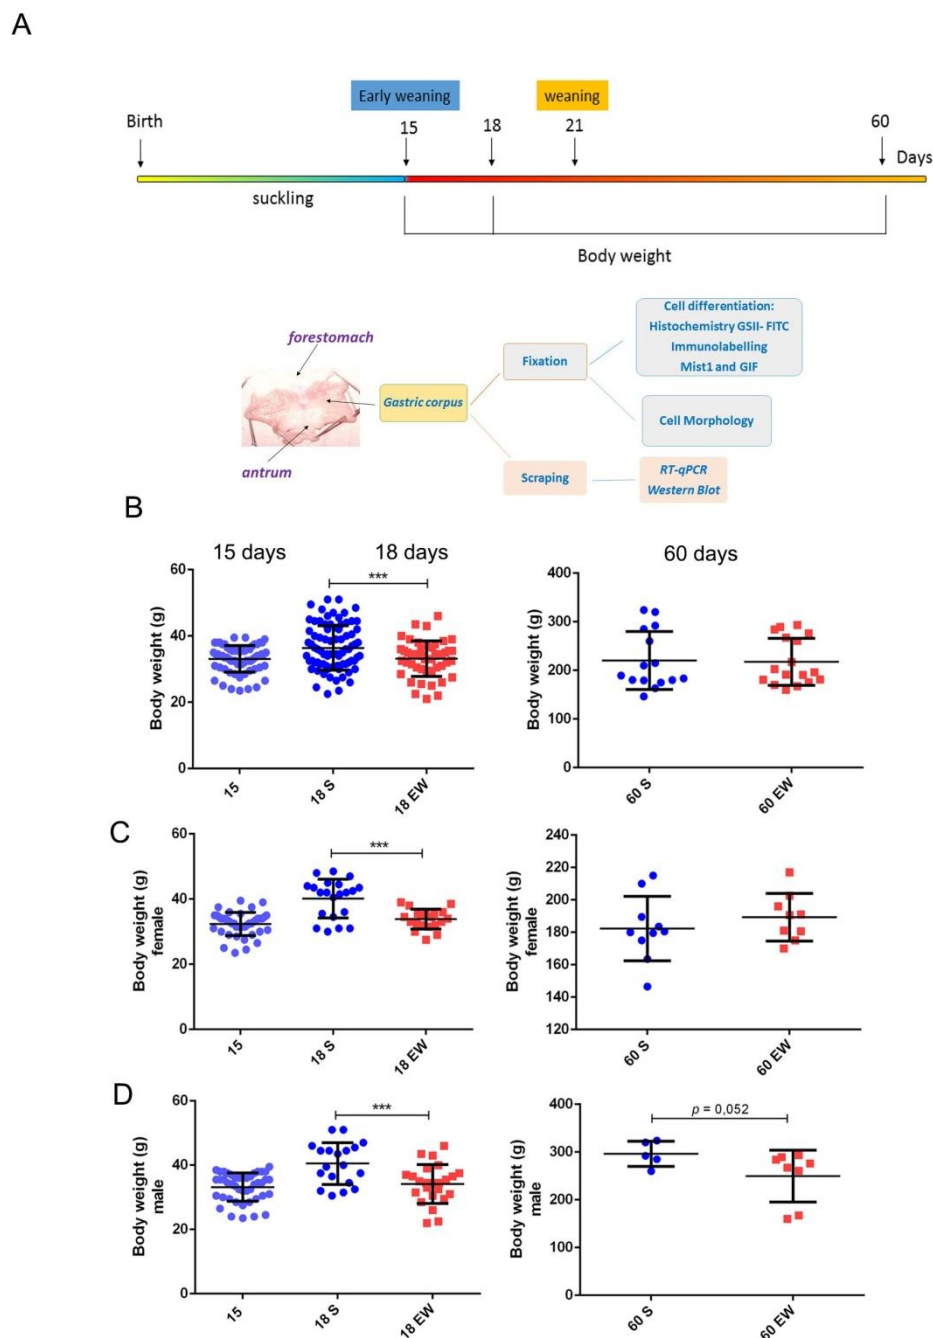 A
Early weaning
weaning
Birth
15
18
21
60
Days
suckling
Body weight
forestomach
Gastric corpus
antrum
Fixation
Scraping
Cell differentiation:
Histochemistry GSII- FITC
Immunolabelling
Mist1 and GIF
Cell Morphology
RT-qPCR
Western Blot
B
15 days
18 days
60 days
Body weight (g)
60
40
20
0
***
15
18 S
18 EW
Body weight (g)
400
300
200
100
0
60 S
60 EW
C
Body weight (g)
female
60
40
20
0
***
15
18 S
18 EW
Body weight (g)
female
240
220
200
180
160
140
120
60 S
60 EW
D
Body weight (g)
male
60
40
20
0
***
15
18 S
18 EW
Body weight (g)
male
400
300
200
100
0
p = 0,052
60 S
60 EW